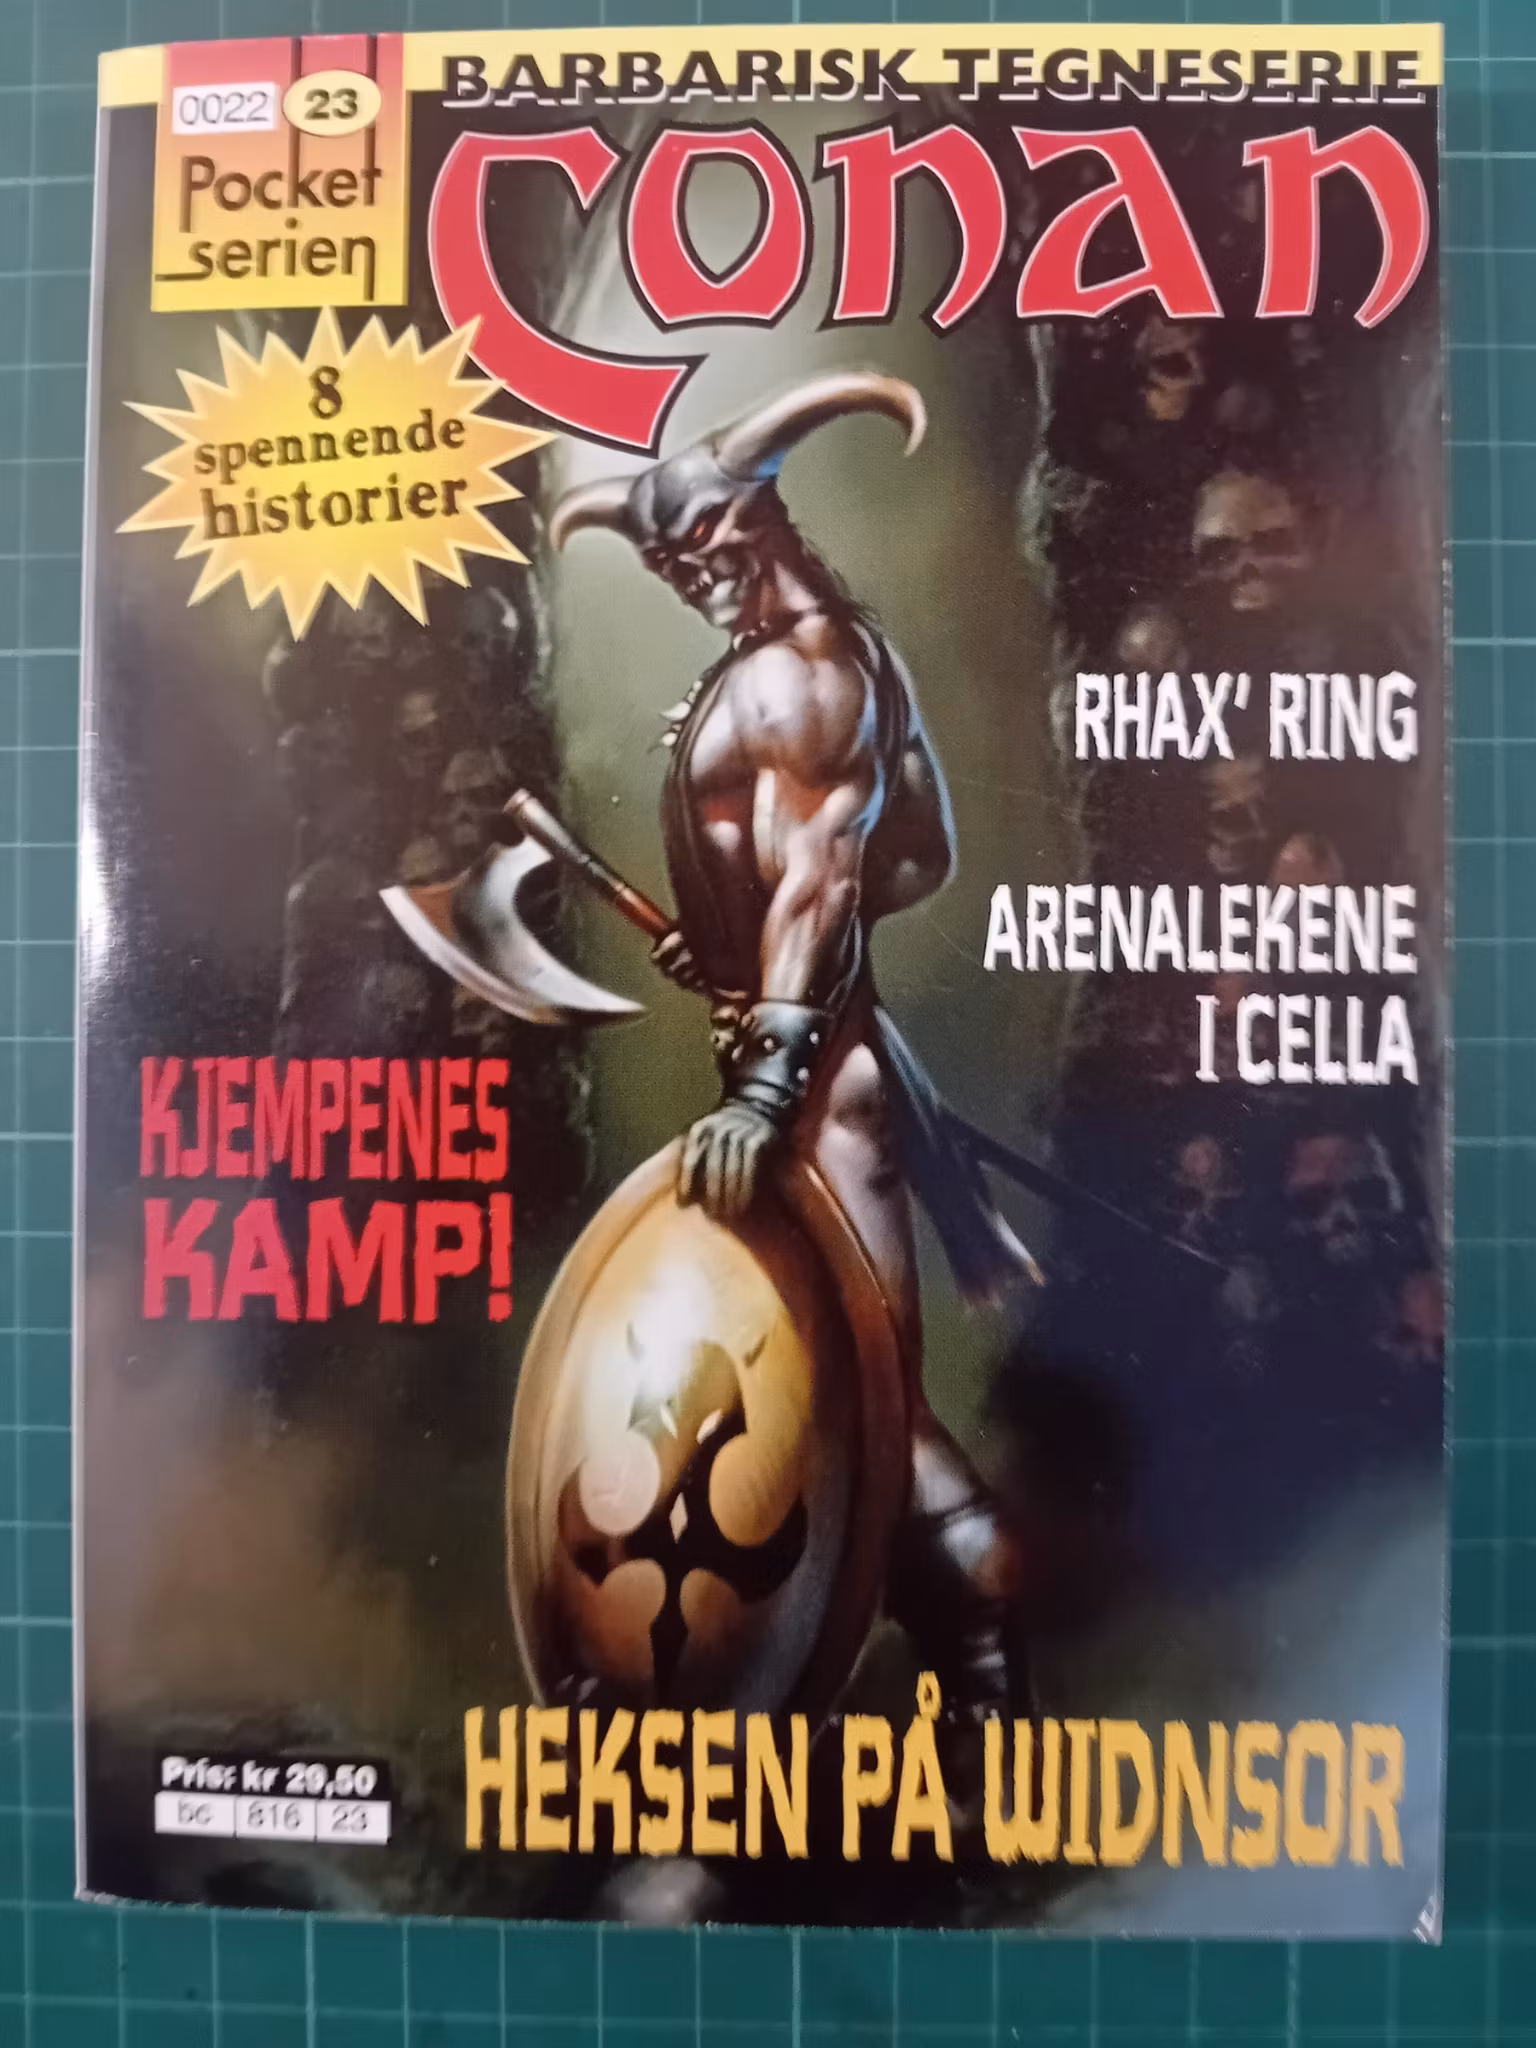 BARBARISK TEGNESERIE
0022 23
Pocket
serien
Conan
8
spennende
historier
RHAX' RING
ARENALEKENE
I CELLA
KJEMPENES
KAMP!
HEKSEN PÅ WIDNSOR
Pris: kr 29,50
bc 816 23